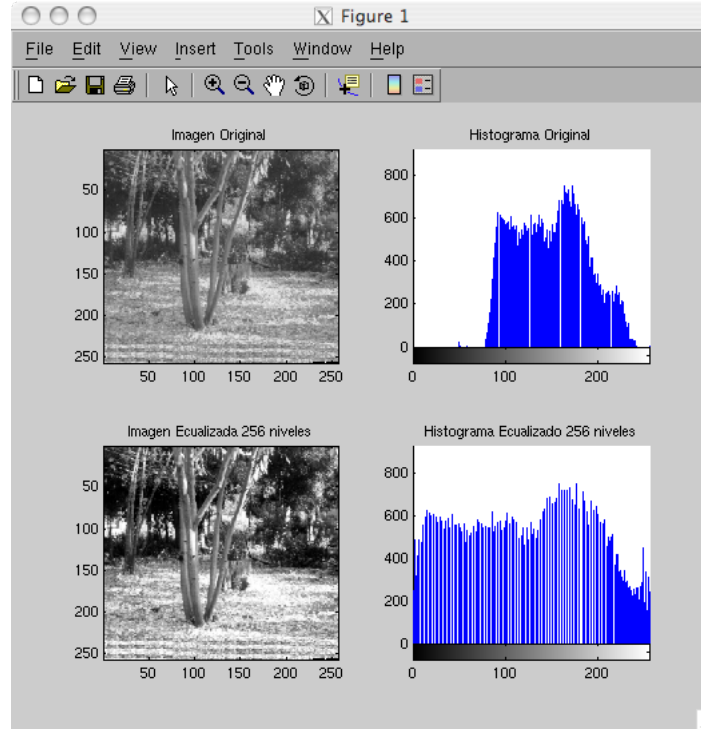 Figure 1
File Edit View Insert Tools Window Help
Imagen Original
50
100
150
200
250
50 100 150 200 250
Histograma Original
800
600
400
200
0
0 100 200
Imagen Ecualizada 256 niveles
50
100
150
200
250
50 100 150 200 250
Histograma Ecualizado 256 niveles
800
600
400
200
0
0 100 200